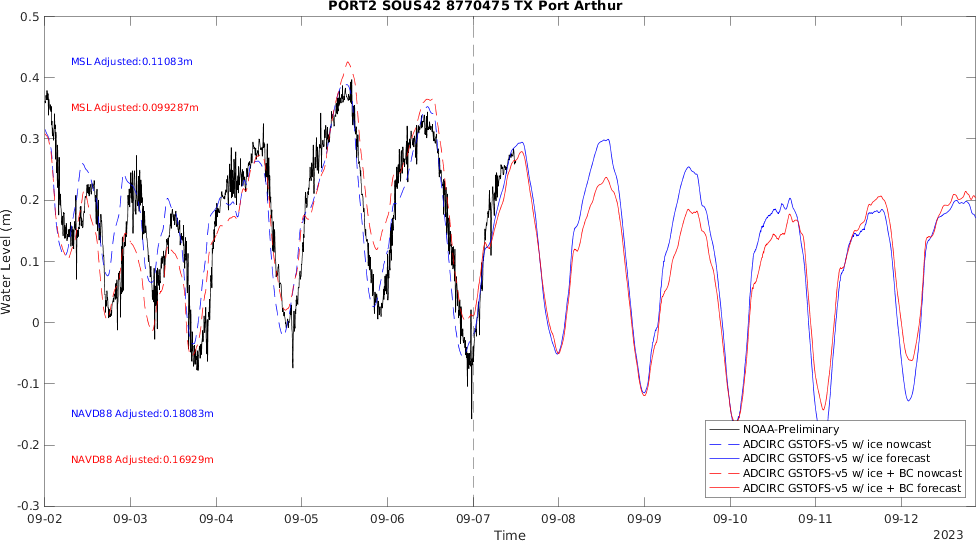 PORT2 SOUS42 8770475 TX Port Arthur
0.5
0.4
0.3
0.2
0.1
0
-0.1
-0.2
-0.3
Water Level (m)
MSL Adjusted:0.11083m
MSL Adjusted:0.099287m
NAVD88 Adjusted:0.18083m
NAVD88 Adjusted:0.16929m
NOAA-Preliminary
ADCIRC GSTOFS-v5 w/ ice nowcast
ADCIRC GSTOFS-v5 w/ ice forecast
ADCIRC GSTOFS-v5 w/ ice + BC nowcast
ADCIRC GSTOFS-v5 w/ ice + BC forecast
09-02 09-03 09-04 09-05 09-06 09-07 09-08 09-09 09-10 09-11 09-12
Time
2023